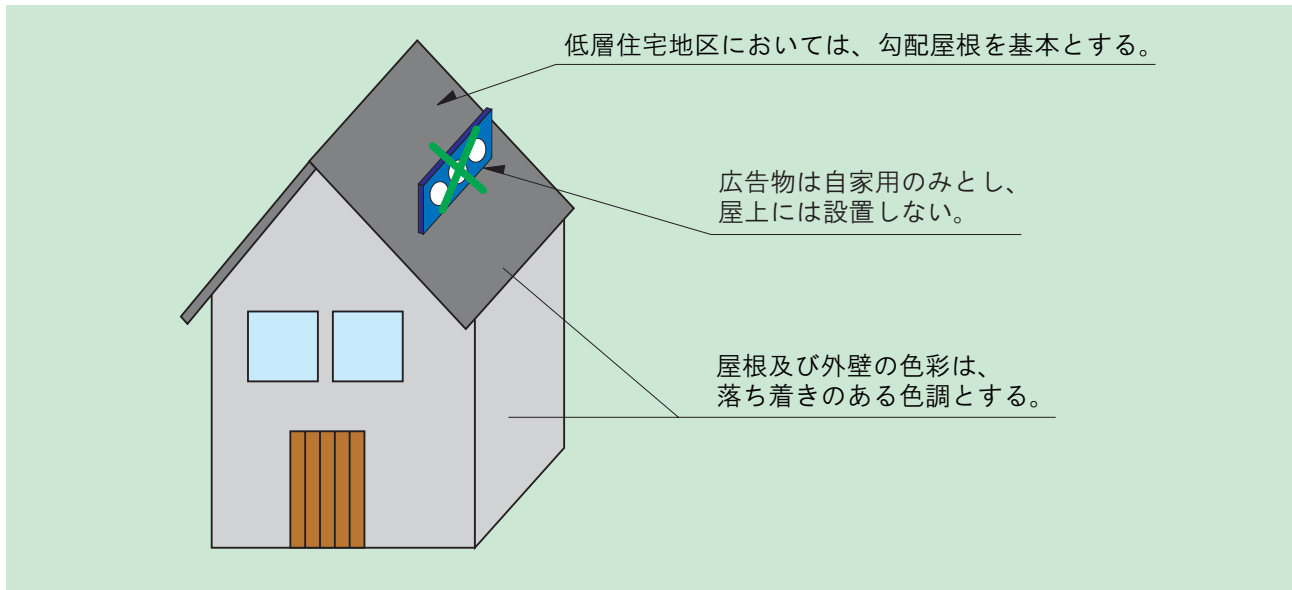 低層住宅地区においては、勾配屋根を基本とする。
広告物は自家用のみとし、
屋上には設置しない。
屋根及び外壁の色彩は、
落ち着きのある色調とする。